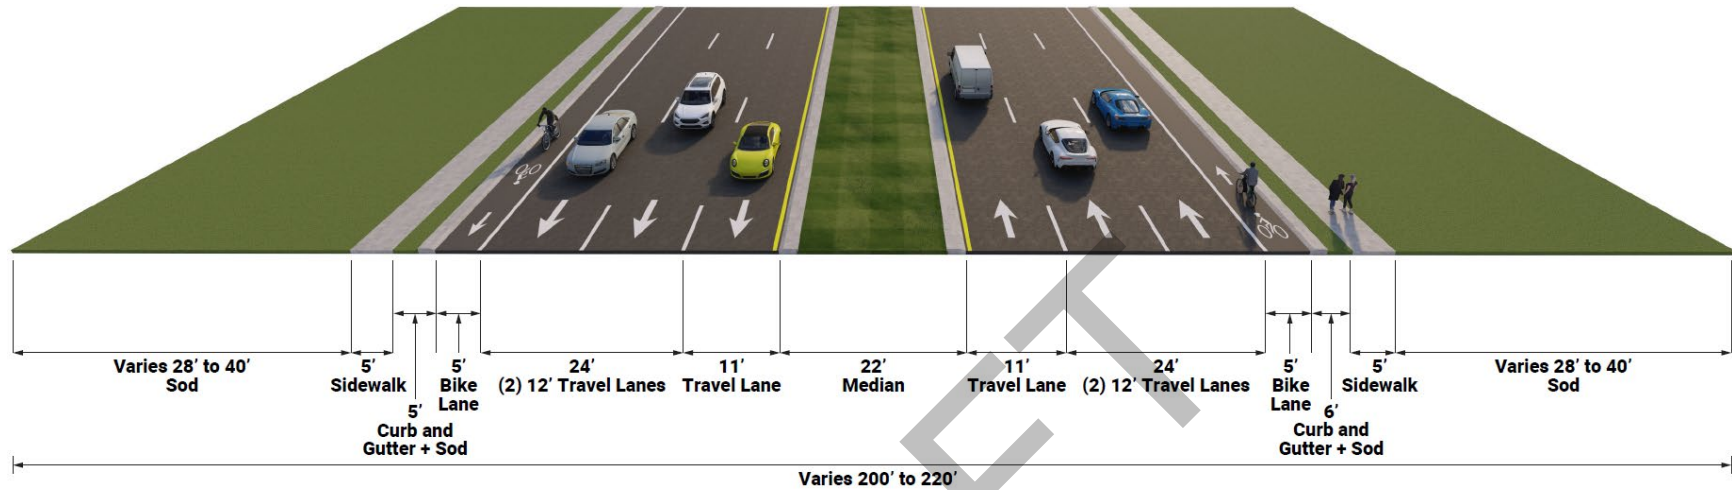 Varies 28’ to 40’
Sod
5’
Sidewalk
5’
Curb and
Gutter + Sod
5’
Bike
Lane
24’
(2) 12’ Travel Lanes
11’
Travel Lane
22’
Median
11’
Travel Lane
24’
(2) 12’ Travel Lanes
5’
Bike
Lane
6’
Curb and
Gutter + Sod
5’
Sidewalk
Varies 28’ to 40’
Sod
Varies 200’ to 220’
CT